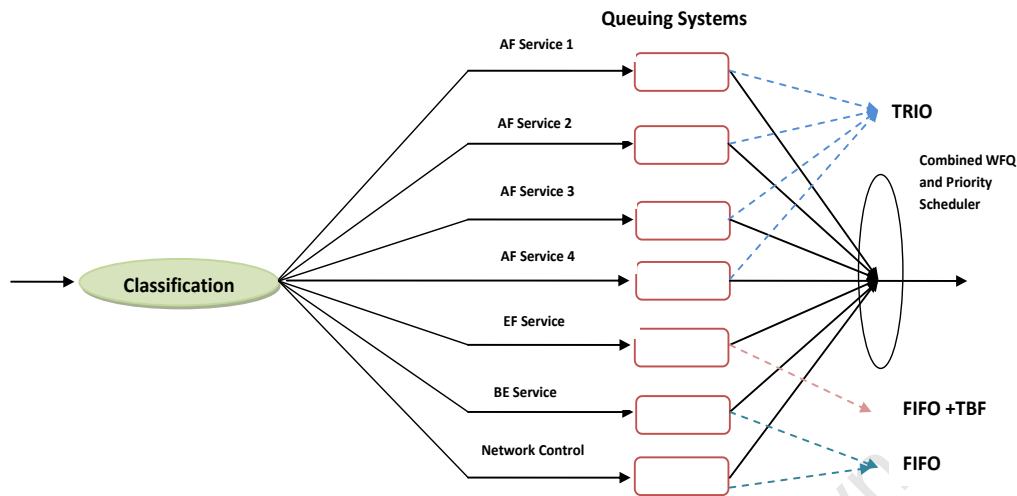 Queuing Systems
AF Service 1
AF Service 2
AF Service 3
AF Service 4
EF Service
BE Service
Network Control
Classification
TRIO
Combined WFQ
and Priority
Scheduler
FIFO +TBF
FIFO